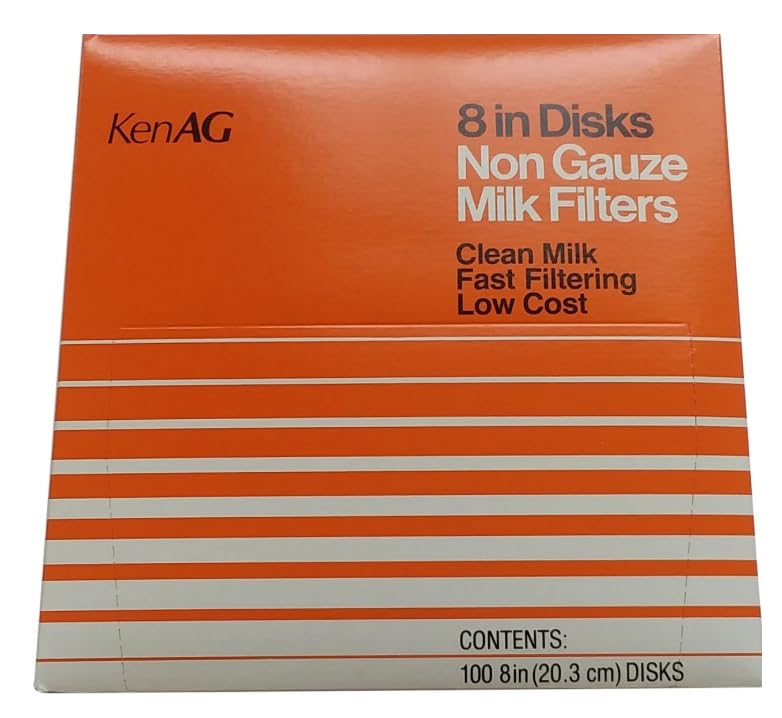 KenAG
8 in Disks
Non Gauze
Milk Filters
Clean Milk
Fast Filtering
Low Cost
CONTENTS:
100 8in (20.3 cm) DISKS